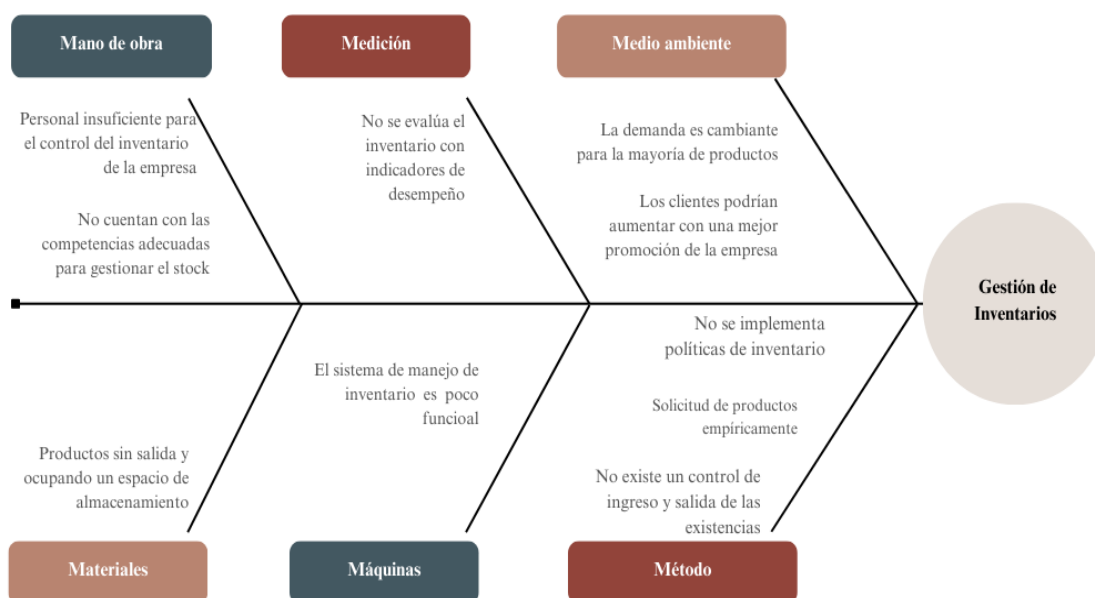 Mano de obra
Medición
Medio ambiente
Personal insuficiente para
el control del inventario
de la empresa
No cuentan con las
competencias adecuadas
para gestionar el stock
No se evalúa el
inventario con
indicadores de
desempeño
La demanda es cambiante
para la mayoría de productos
Los clientes podrían
aumentar con una mejor
promoción de la empresa
Gestión de
Inventarios
Productos sin salida y
ocupando un espacio de
almacenamiento
El sistema de manejo de
inventario es poco
funcioal
No se implementa
políticas de inventario
Solicitud de productos
empíricamente
No existe un control de
ingreso y salida de las
existencias
Materiales
Máquinas
Método